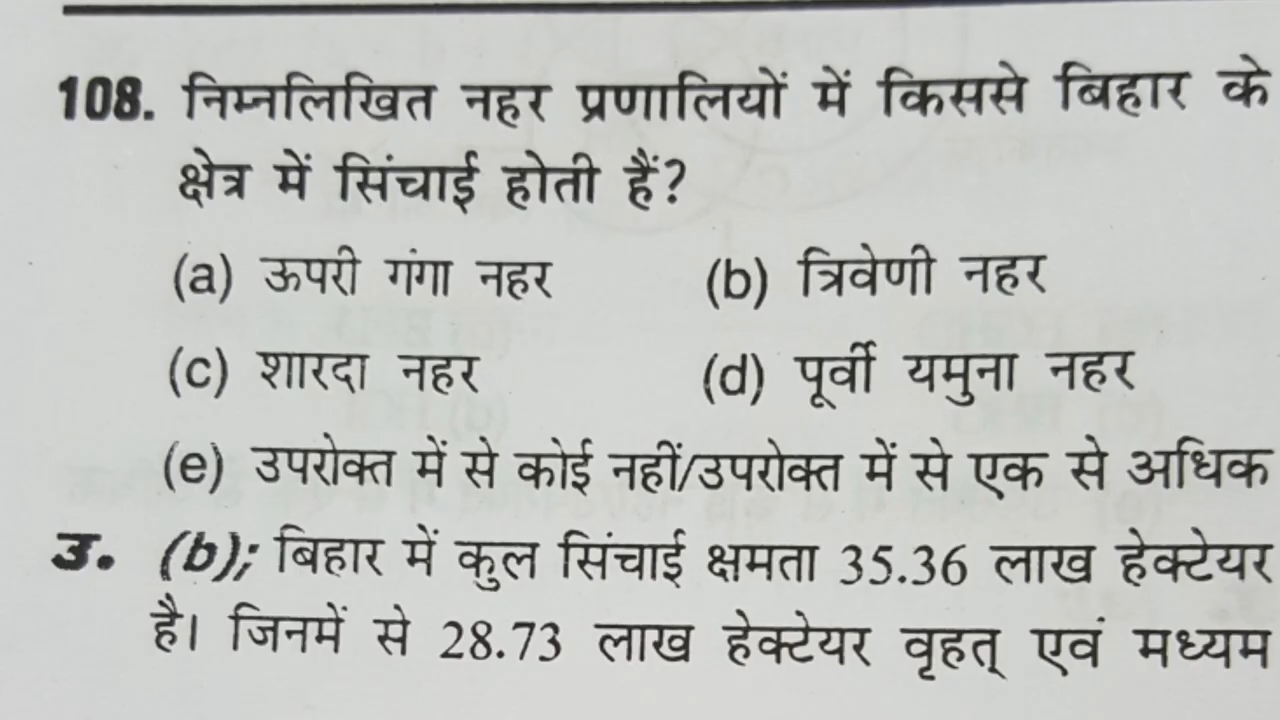 108. निम्नलिखित नहर प्रणालियों में किससे बिहार के
क्षेत्र में सिंचाई होती हैं?
(a) ऊपरी गंगा नहर (b) त्रिवेणी नहर
(c) शारदा नहर (d) पूर्वी यमुना नहर
(e) उपरोक्त में से कोई नहीं/उपरोक्त में से एक से अधिक
उ. (b); बिहार में कुल सिंचाई क्षमता 35.36 लाख हेक्टेयर
है। जिनमें से 28.73 लाख हेक्टेयर वृहत् एवं मध्यम